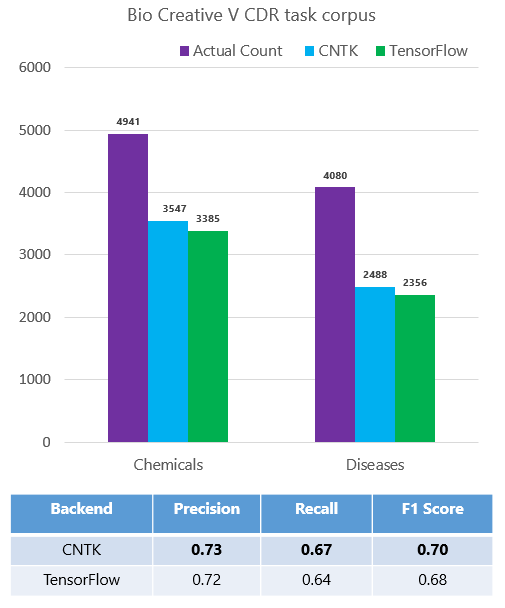 Bio Creative V CDR task corpus
Actual Count CNTK TensorFlow
6000
5000
4000
3000
2000
1000
0
4941
3547
3385
4080
2488
2356
Chemicals Diseases
Backend Precision Recall F1 Score
CNTK 0.73 0.67 0.70
TensorFlow 0.72 0.64 0.68